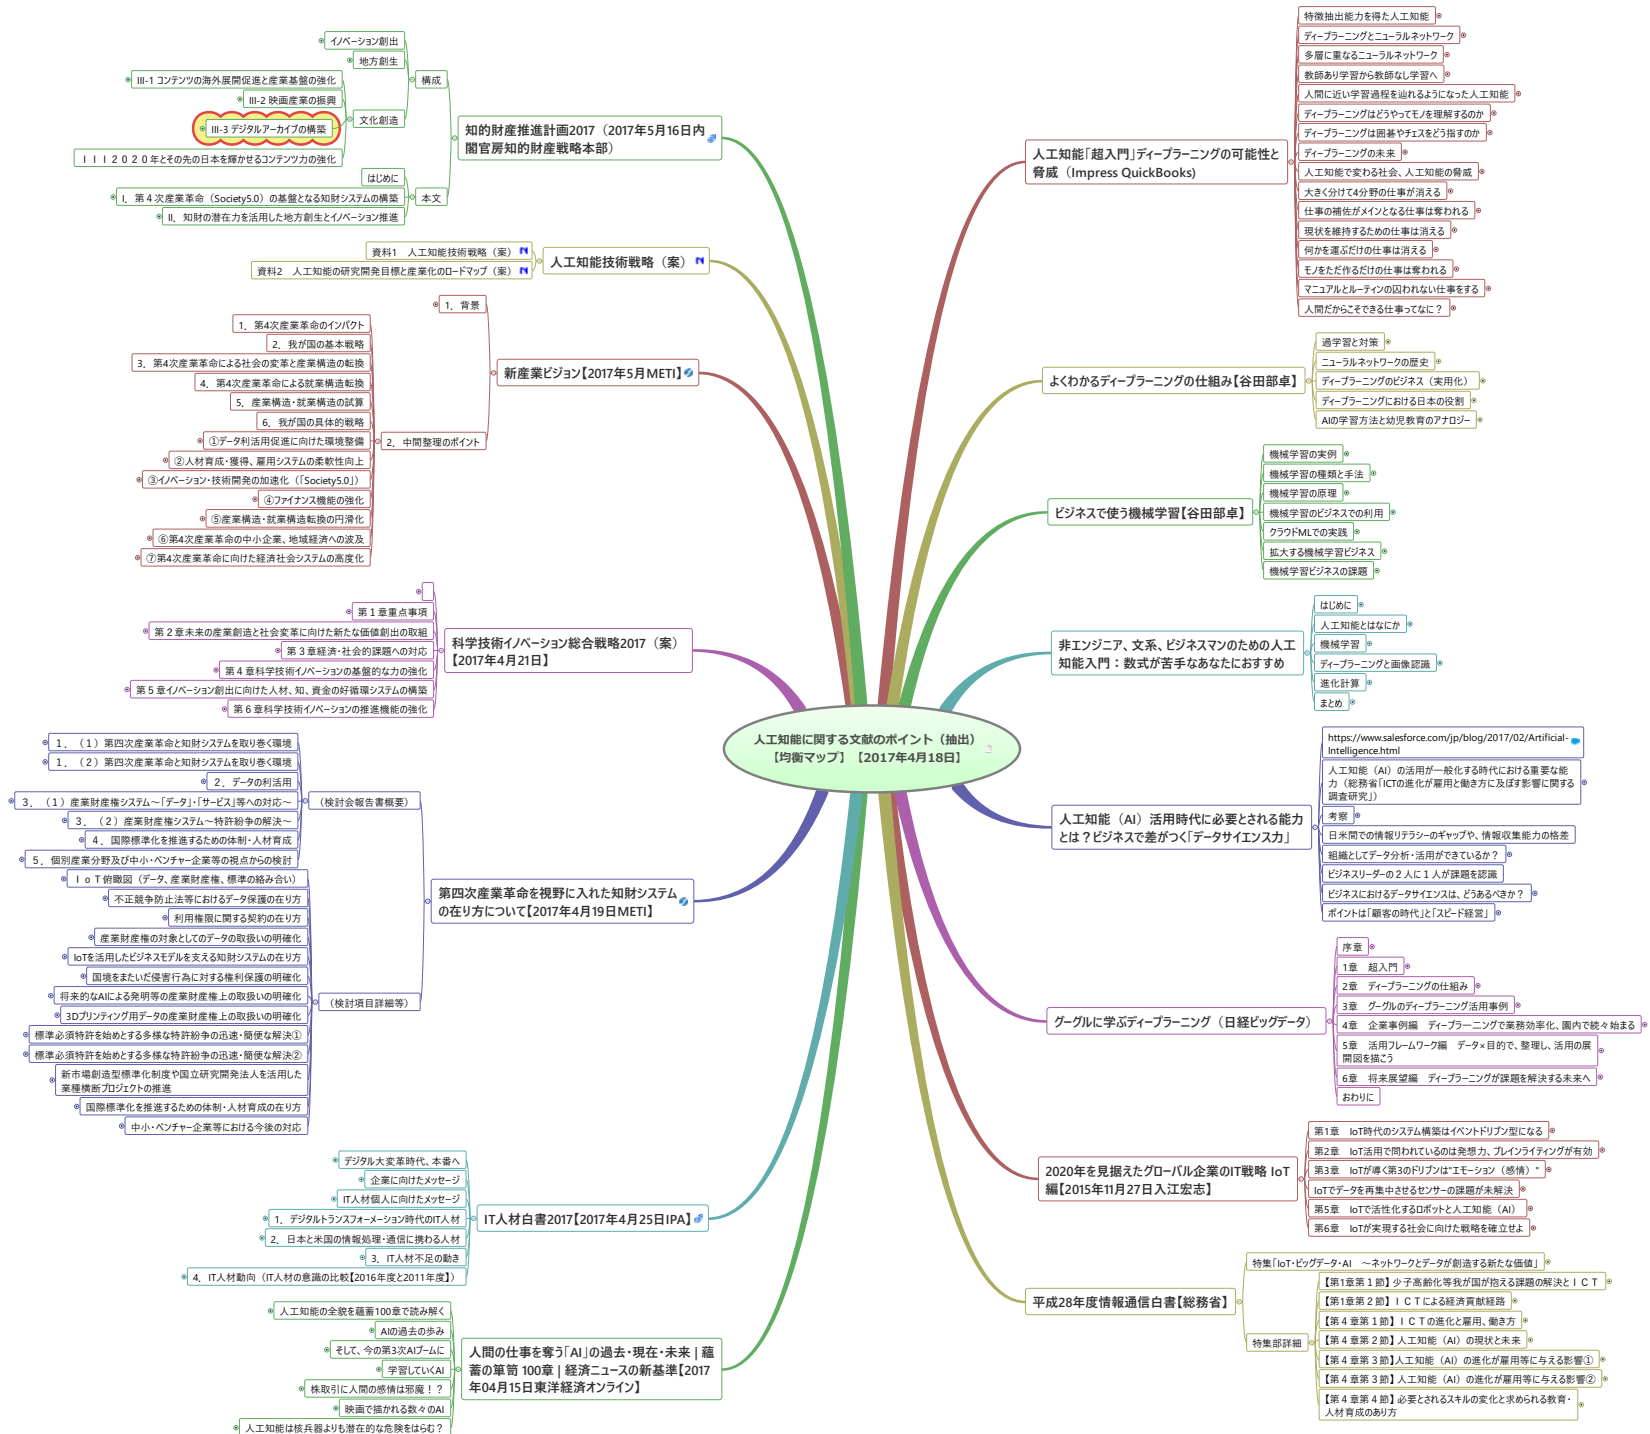 人工知能に関する文献のポイント（抽出）
【均衡マップ】【2017年4月18日】
人工知能「超入門」ディープラーニングの可能性と
脅威（Impress QuickBooks)
特徴抽出能力を得た人工知能
ディープラーニングとニューラルネットワーク
多層に重なるニューラルネットワーク
教師あり学習から教師なし学習へ
人間に近い学習過程を辿れるようになった人工知能
ディープラーニングはどうやってモノを理解するのか
ディープラーニングは囲碁やチェスをどう指すのか
ディープラーニングの未来
人工知能で変わる社会、人工知能の脅威
大きく分けて4分野の仕事が消える
仕事の補佐がメインとなる仕事は奪われる
現状を維持するための仕事は消える
何かを運ぶだけの仕事は消える
モノをただ作るだけの仕事は奪われる
マニュアルとルーティンの囚われない仕事をする
人間だからこそできる仕事ってなに？
よくわかるディープラーニングの仕組み【谷田部卓】
過学習と対策
ニューラルネットワークの歴史
ディープラーニングのビジネス（実用化）
ディープラーニングにおける日本の役割
AIの学習方法と幼児教育のアナロジー
ビジネスで使う機械学習【谷田部卓】
機械学習の実例
機械学習の種類と手法
機械学習の原理
機械学習のビジネスでの利用
クラウドMLでの実践
拡大する機械学習ビジネス
機械学習ビジネスの課題
非エンジニア、文系、ビジネスマンのための人工
知能入門：数式が苦手なあなたにおすすめ
はじめに
人工知能とはなにか
機械学習
ディープラーニングと画像認識
進化計算
まとめ
人工知能（AI）活用時代に必要とされる能力
とは？ビジネスで差がつく「データサイエンス力」
https://www.salesforce.com/jp/blog/2017/02/Artificial-
Intelligence.html
人工知能（AI）の活用が一般化する時代における重要な能
力（総務省「ICTの進化が雇用と働き方に及ぼす影響に関する
調査研究」）
考察
日米間での情報リテラシーのギャップや、情報収集能力の格差
組織としてデータ分析・活用ができているか？
ビジネスリーダーの２人に１人が課題を認識
ビジネスにおけるデータサイエンスは、どうあるべきか？
ポイントは「顧客の時代」と「スピード経営」
グーグルに学ぶディープラーニング（日経ビッグデータ）
序章
1章　超入門
2章　ディープラーニングの仕組み
3章　グーグルのディープラーニング活用事例
4章　企業事例編　ディープラーニングで業務効率化、園内で続々始まる
5章　活用フレームワーク編　データ×目的で、整理し、活用の展
開図を描こう
6章　将来展望編　ディープラーニングが課題を解決する未来へ
おわりに
2020年を見据えたグローバル企業のIT戦略 IoT
編【2015年11月27日入江宏志】
第1章　IoT時代のシステム構築はイベントドリブン型になる
第2章　IoT活用で問われているのは発想力、ブレインライティングが有効
第3章　IoTが導く第3のドリブンは"エモーション（感情）"
IoTでデータを再集中させるセンサーの課題が未解決
第5章　IoTで活性化するロボットと人工知能（AI）
第6章　IoTが実現する社会に向けた戦略を確立せよ
平成28年度情報通信白書【総務省】
特集「IoT・ビッグデータ・AI　～ネットワークとデータが創造する新たな価値」
特集部詳細
【第1章第１節】 少子高齢化等我が国が抱える課題の解決とＩＣＴ
【第1章第２節】 ＩＣＴによる経済貢献経路
【第４章第１節】 ＩＣＴの進化と雇用、働き方
【第４章第２節】 人工知能（AI）の現状と未来
【第４章第３節】人工知能（AI）の進化が雇用等に与える影響①
【第４章第３節】 人工知能（AI）の進化が雇用等に与える影響②
【第４章第４節】 必要とされるスキルの変化と求められる教育・
人材育成のあり方
知的財産推進計画2017（2017年5月16日内
閣官房知的財産戦略本部）
構成
イノベーション創出
地方創生
文化創造
III-1 コンテンツの海外展開促進と産業基盤の強化
III-2 映画産業の振興
III-3 デジタルアーカイブの構築
ＩＩＩ２０２０年とその先の日本を輝かせるコンテンツ力の強化
本文
はじめに
I．第４次産業革命（Society5.0）の基盤となる知財システムの構築
II．知財の潜在力を活用した地方創生とイノベーション推進
人工知能技術戦略（案）
資料1　人工知能技術戦略（案）
資料2　人工知能の研究開発目標と産業化のロードマップ（案）
新産業ビジョン【2017年5月METI】
1．背景
2．中間整理のポイント
1．第4次産業革命のインパクト
2．我が国の基本戦略
3．第4次産業革命による社会の変革と産業構造の転換
4．第4次産業革命による就業構造転換
5．産業構造・就業構造の試算
6．我が国の具体的戦略
①データ利活用促進に向けた環境整備
②人材育成・獲得、雇用システムの柔軟性向上
③イノベーション・技術開発の加速化（「Society5.0」）
④ファイナンス機能の強化
⑤産業構造・就業構造転換の円滑化
⑥第4次産業革命の中小企業、地域経済への波及
⑦第4次産業革命に向けた経済社会システムの高度化
科学技術イノベーション総合戦略2017（案）
【2017年4月21日】
第１章重点事項
第２章未来の産業創造と社会変革に向けた新たな価値創出の取組
第３章経済・社会的課題への対応
第４章科学技術イノベーションの基盤的な力の強化
第５章イノベーション創出に向けた人材、知、資金の好循環システムの構築
第６章科学技術イノベーションの推進機能の強化
第四次産業革命を視野に入れた知財システム
の在り方について【2017年4月19日METI】
（検討会報告書概要）
１．（１）第四次産業革命と知財システムを取り巻く環境
１．（２）第四次産業革命と知財システムを取り巻く環境
２．データの利活用
３．（１）産業財産権システム～「データ」・「サービス」等への対応～
３．（２）産業財産権システム～特許紛争の解決～
４．国際標準化を推進するための体制・人材育成
５．個別産業分野及び中小・ベンチャー企業等の視点からの検討
（検討項目詳細等）
ＩｏＴ俯瞰図（データ、産業財産権、標準の絡み合い）
不正競争防止法等におけるデータ保護の在り方
利用権限に関する契約の在り方
産業財産権の対象としてのデータの取扱いの明確化
IoTを活用したビジネスモデルを支える知財システムの在り方
国境をまたいだ侵害行為に対する権利保護の明確化
将来的なAIによる発明等の産業財産権上の取扱いの明確化
3Dプリンティング用データの産業財産権上の取扱いの明確化
標準必須特許を始めとする多様な特許紛争の迅速・簡便な解決①
標準必須特許を始めとする多様な特許紛争の迅速・簡便な解決②
新市場創造型標準化制度や国立研究開発法人を活用した
業種横断プロジェクトの推進
国際標準化を推進するための体制・人材育成の在り方
中小・ベンチャー企業等における今後の対応
IT人材白書2017【2017年4月25日IPA】
デジタル大変革時代、本番へ
企業に向けたメッセージ
IT人材個人に向けたメッセージ
1．デジタルトランスフォーメーション時代のIT人材
2．日本と米国の情報処理・通信に携わる人材
3．IT人材不足の動き
4．IT人材動向（IT人材の意識の比較【2016年度と2011年度】）
人間の仕事を奪う「AI」の過去・現在・未来 | 蘊
蓄の箪笥 100章 | 経済ニュースの新基準【2017
年04月15日東洋経済オンライン】
人工知能の全貌を蘊蓄100章で読み解く
AIの過去の歩み
そして、今の第3次AIブームに
学習していくAI
株取引に人間の感情は邪魔！？
映画で描かれる数々のAI
人工知能は核兵器よりも潜在的な危険をはらむ？